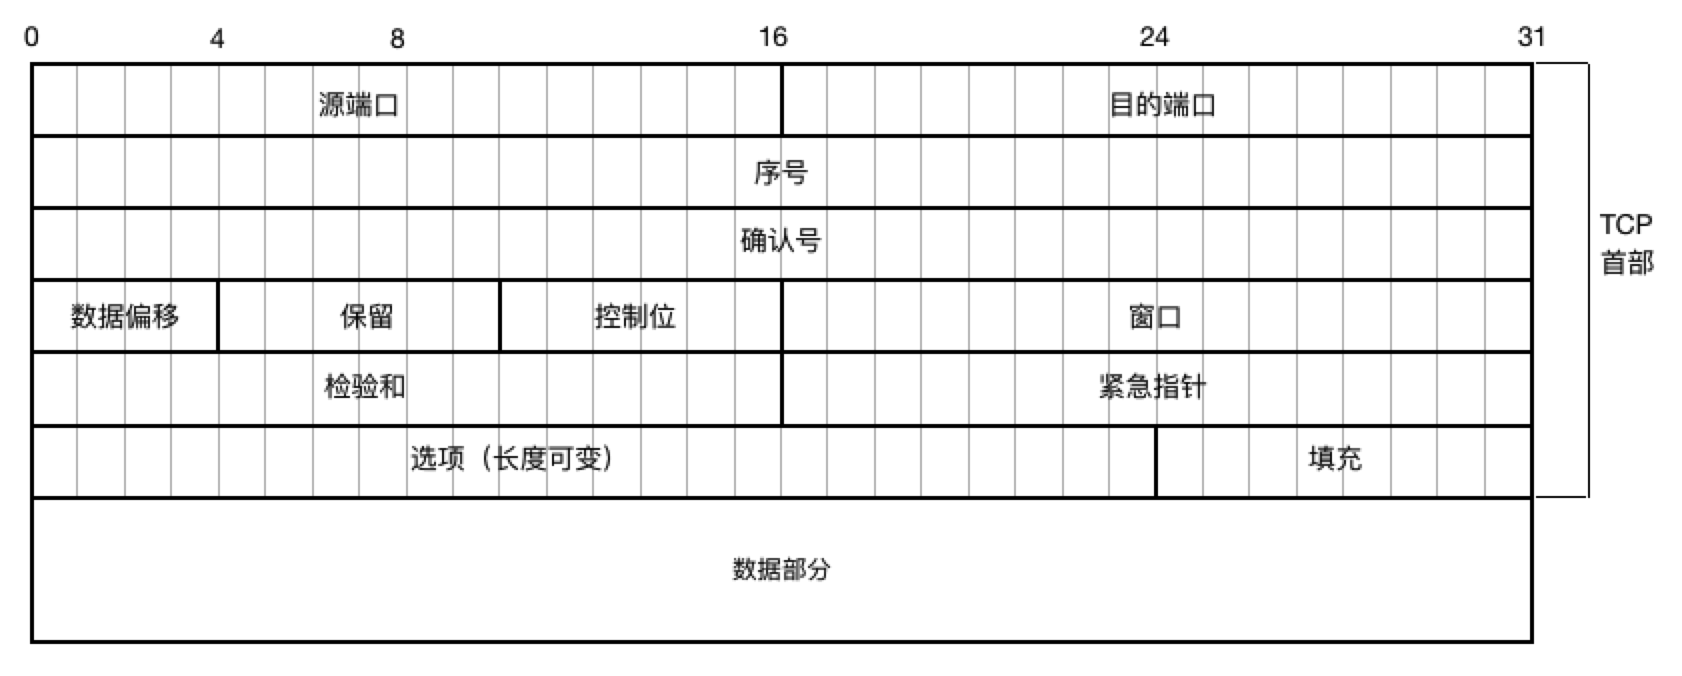 0 4 8 16 24 31
源端口 目的端口
序号
确认号
TCP
首部
数据偏移 保留 控制位 窗口
检验和 紧急指针
选项（长度可变） 填充
数据部分